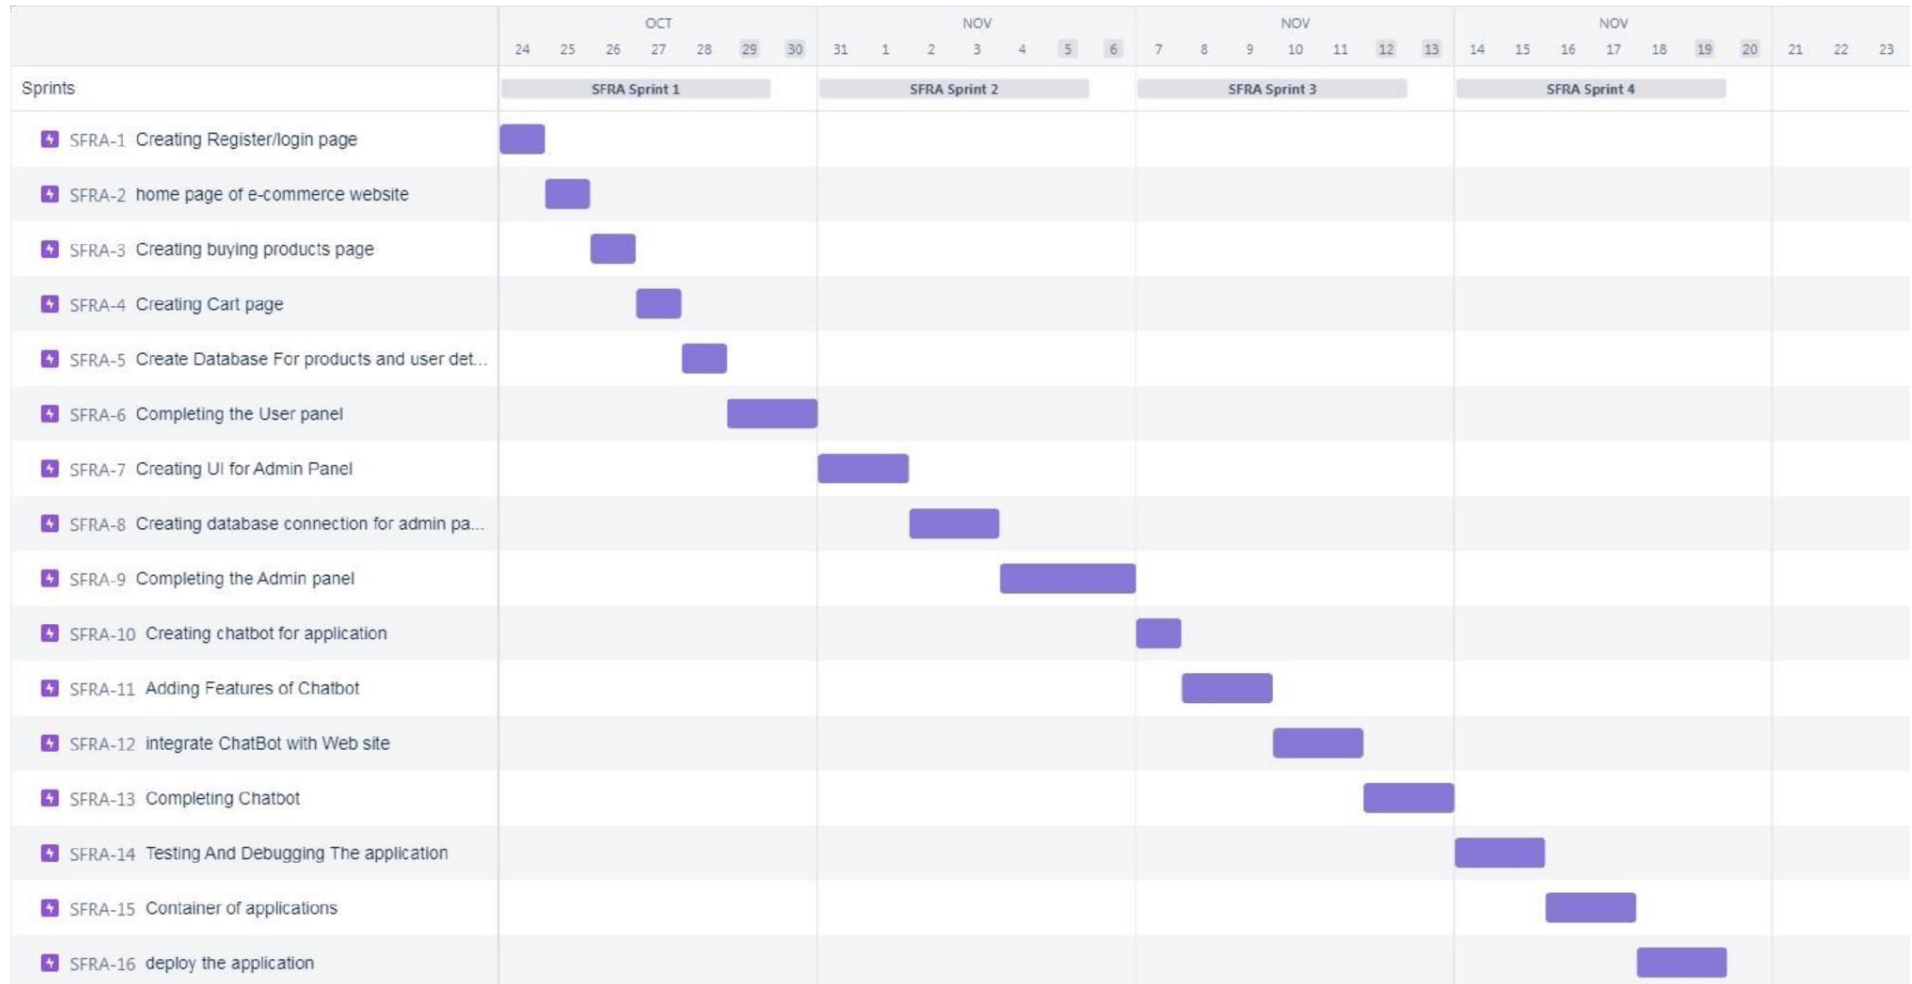 OCT NOV NOV NOV
24 25 26 27 28 29 30 31 1 2 3 4 5 6 7 8 9 10 11 12 13 14 15 16 17 18 19 20 21 22 23
Sprints SFRA Sprint 1 SFRA Sprint 2 SFRA Sprint 3 SFRA Sprint 4
SFRA-1 Creating Register/login page
SFRA-2 home page of e-commerce website
SFRA-3 Creating buying products page
SFRA-4 Creating Cart page
SFRA-5 Create Database For products and user det...
SFRA-6 Completing the User panel
SFRA-7 Creating UI for Admin Panel
SFRA-8 Creating database connection for admin pa...
SFRA-9 Completing the Admin panel
SFRA-10 Creating chatbot for application
SFRA-11 Adding Features of Chatbot
SFRA-12 integrate ChatBot with Web site
SFRA-13 Completing Chatbot
SFRA-14 Testing And Debugging The application
SFRA-15 Container of applications
SFRA-16 deploy the application